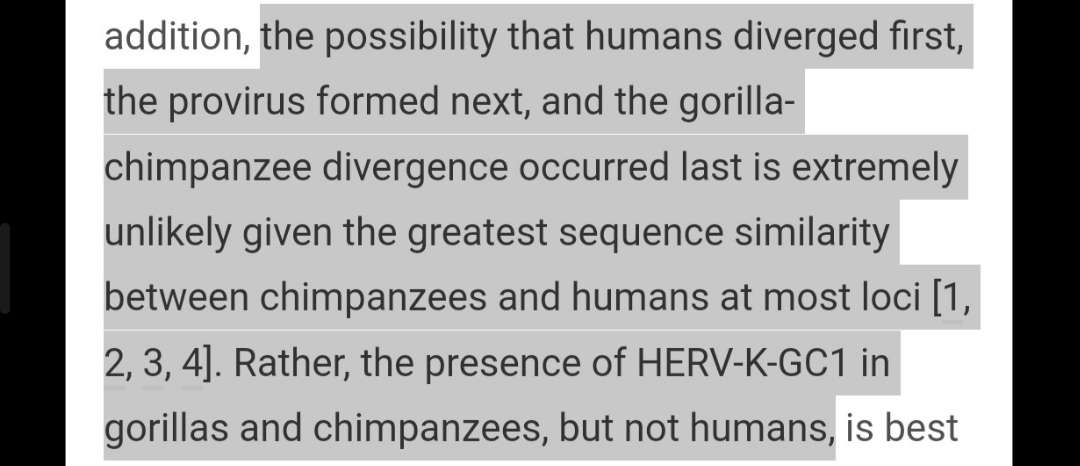 addition, the possibility that humans diverged first,
the provirus formed next, and the gorilla-
chimpanzee divergence occurred last is extremely
unlikely given the greatest sequence similarity
between chimpanzees and humans at most loci [1,
2, 3, 4]. Rather, the presence of HERV-K-GC1 in
gorillas and chimpanzees, but not humans, is best